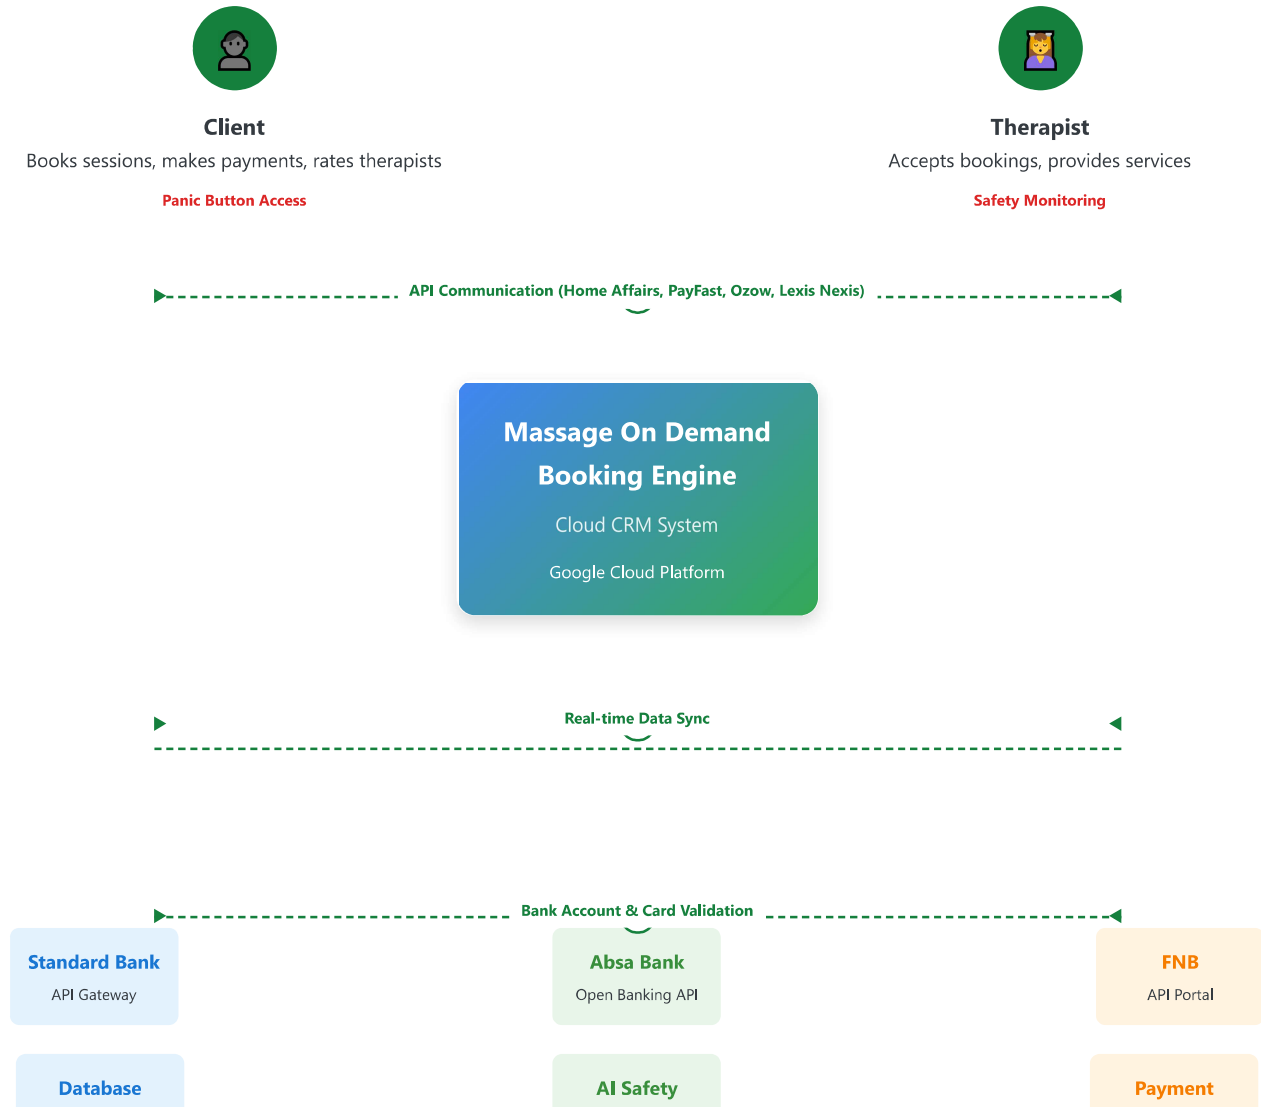 Client
Therapist
Books sessions, makes payments, rates therapists
Accepts bookings, provides services
Panic Button Access
Safety Monitoring
API Communication (Home Affairs, PayFast, Ozow, Lexis Nexis)
Massage On Demand
Booking Engine
Cloud CRM System
Google Cloud Platform
Real-time Data Sync
Bank Account & Card Validation
Standard Bank
API Gateway
Absa Bank
Open Banking API
FNB
API Portal
Database
AI Safety
Payment